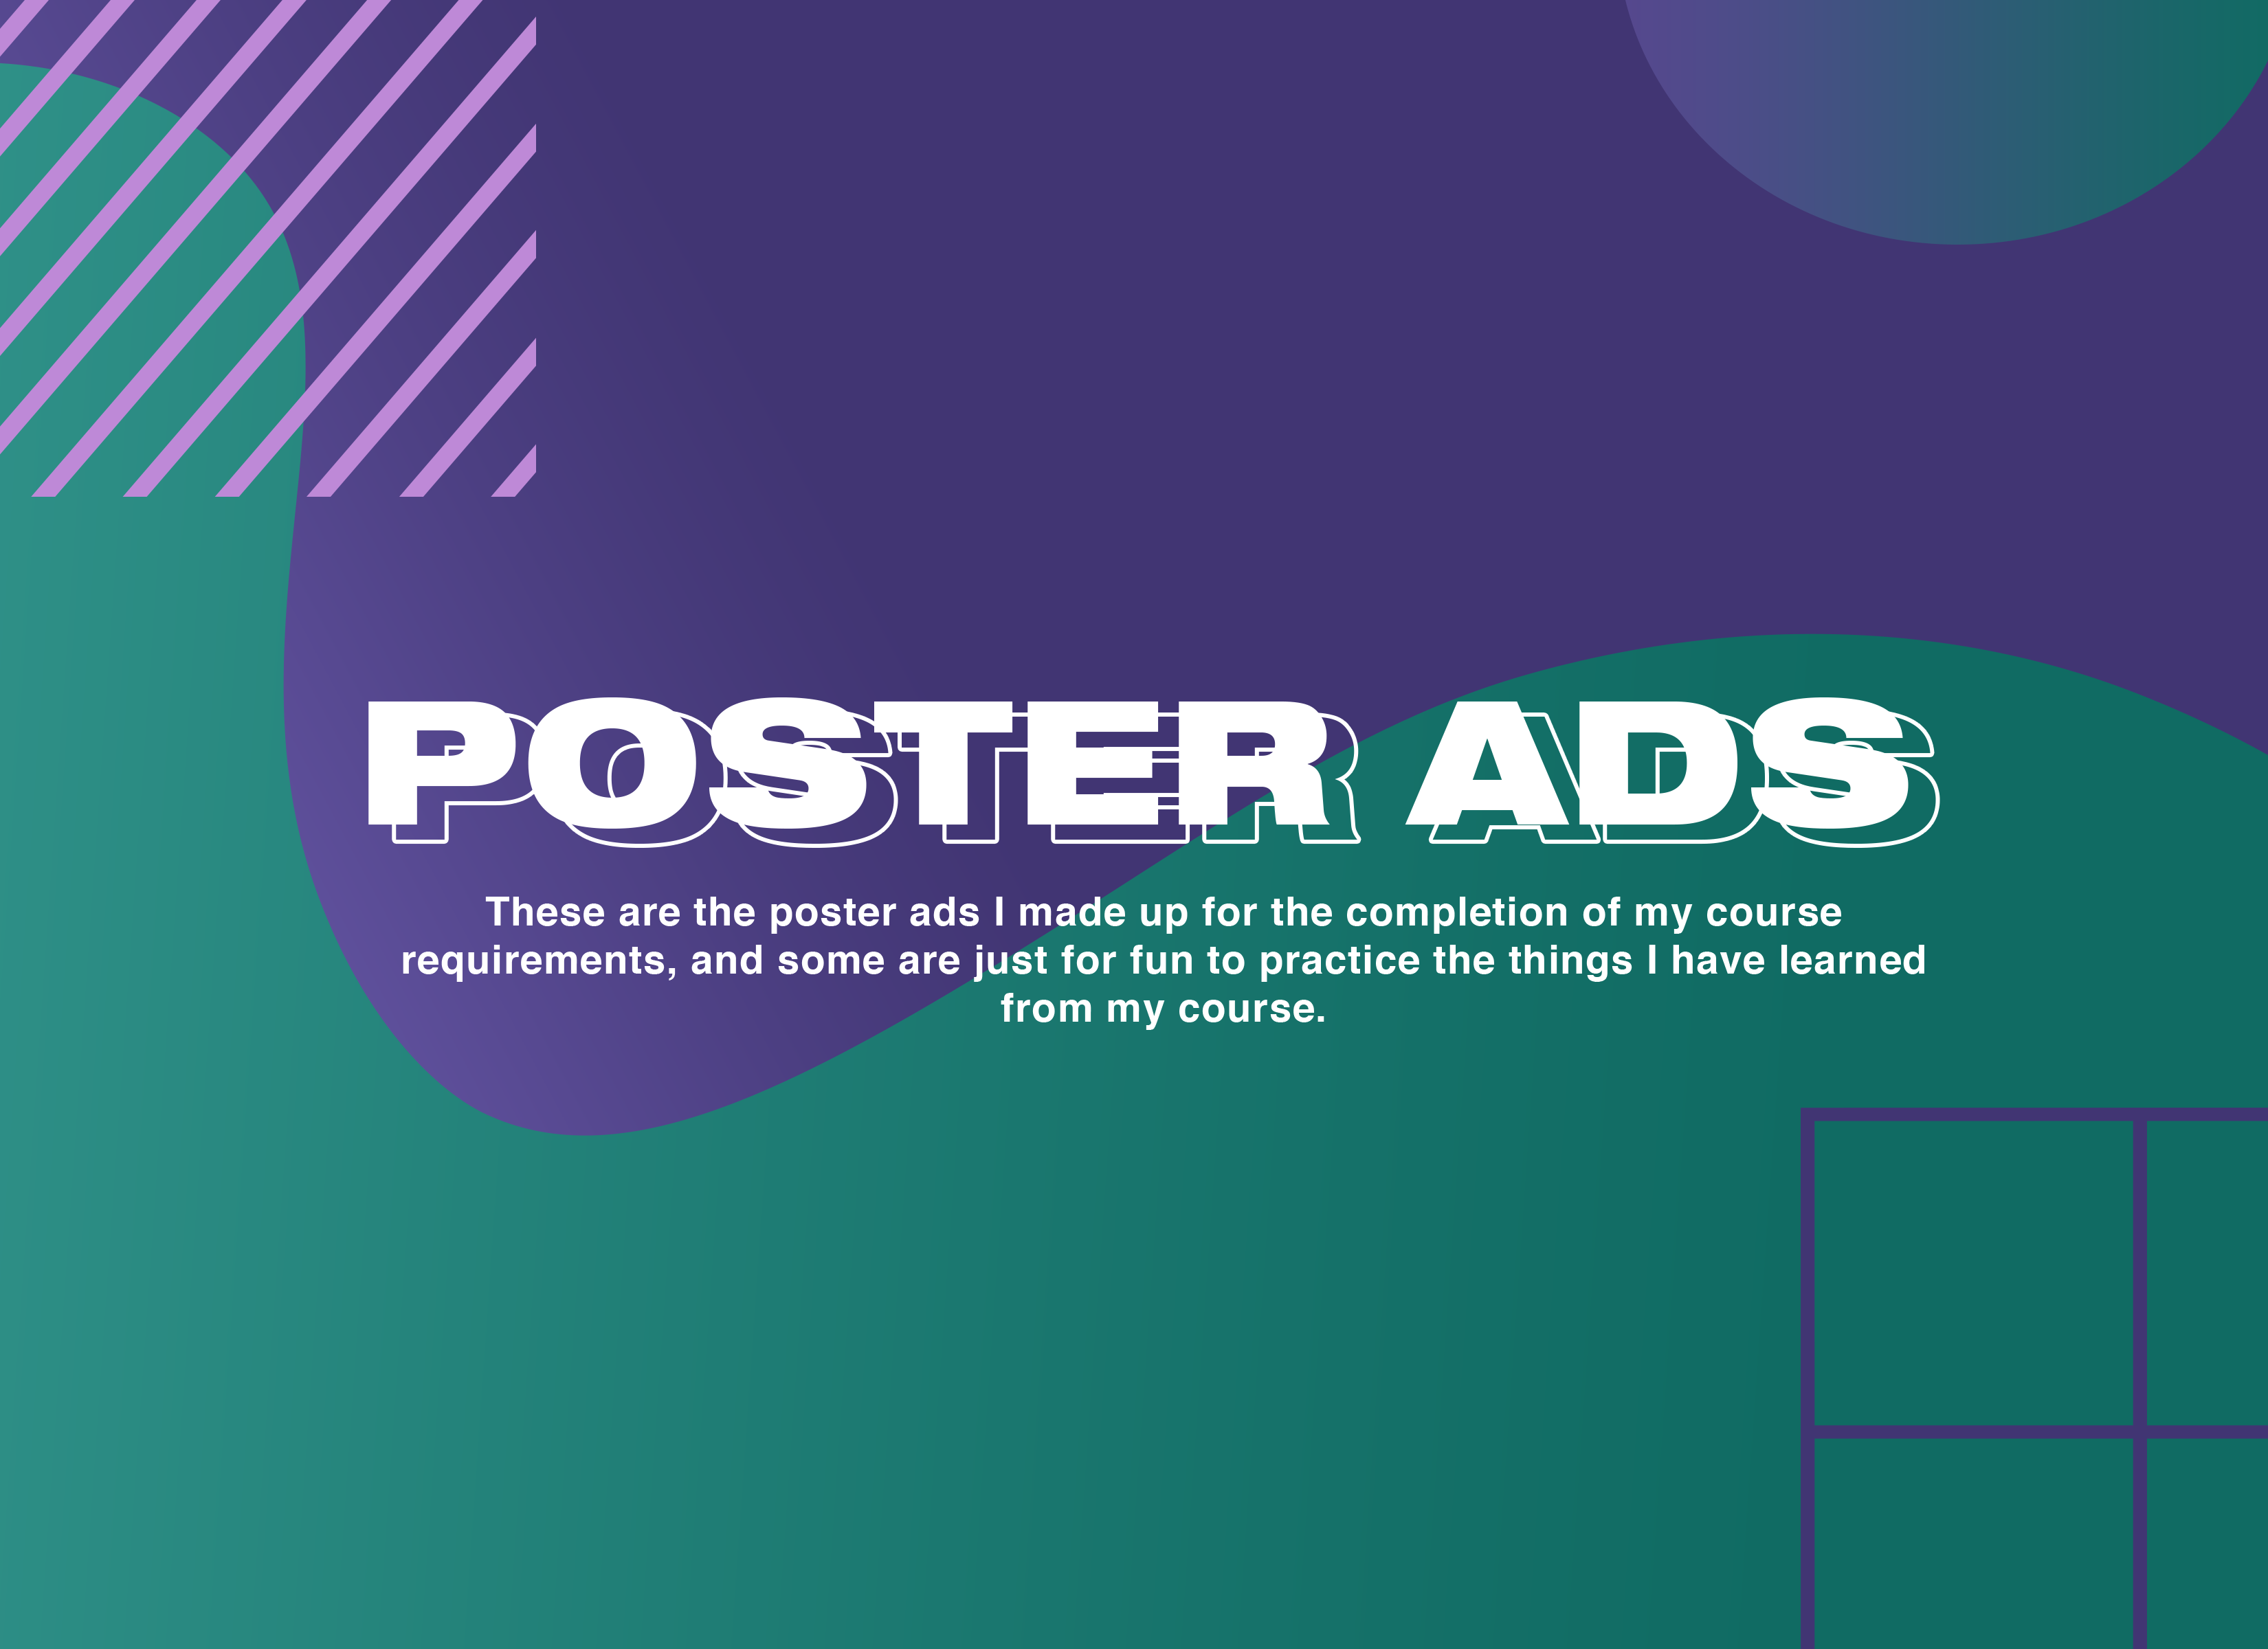 POSTER ADS
These are the poster ads I made up for the completion of my course
requirements, and some are just for fun to practice the things I have learned
from my course.